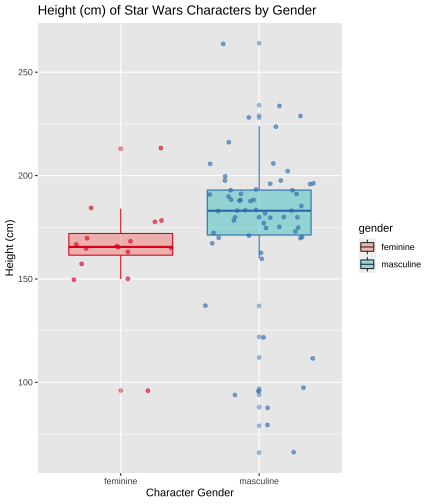 Height (cm) of Star Wars Characters by Gender
Height (cm)
250
200
150
100
feminine
masculine
Character Gender
gender
feminine
masculine